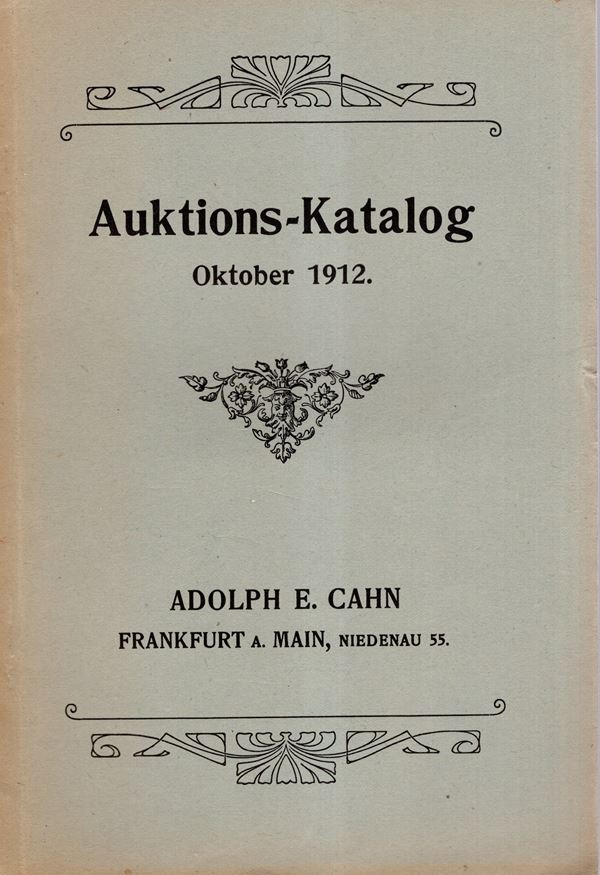 Auktions-Katalog
Oktober 1912.
ADOLPH E. CAHN
FRANKFURT A. MAIN, NIEDENAU 55.